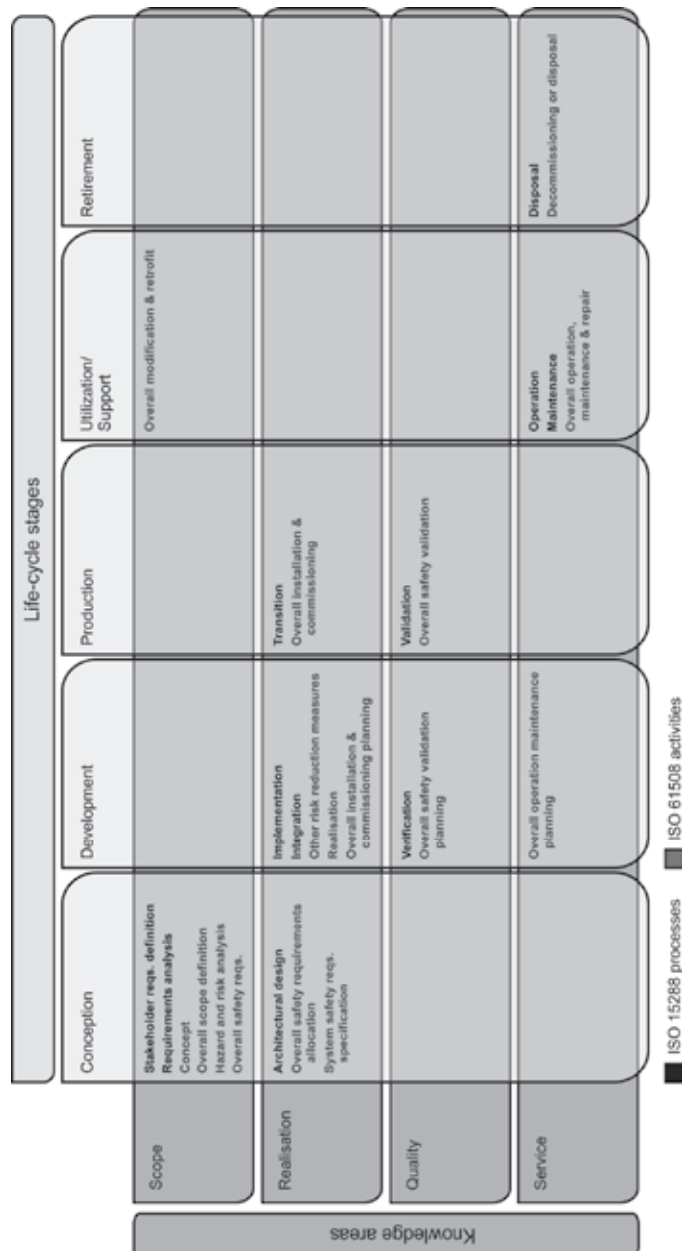 Life-cycle stages
Conception
Development
Production
Utilization/
Support
Retirement
Knowledge areas
Scope
Stakeholder reqs. definition
Requirements analysis
Concept
Overall scope definition
Hazard and risk analysis
Overall safety reqs.
Overall modification & retrofit
Realisation
Architectural design
Overall safety requirements
allocation
System safety reqs.
specification
Implementation
Integration
Other risk reduction measures
Realisation
Overall installation &
commissioning planning
Transition
Overall installation &
commissioning
Quality
Verification
Overall safety validation
planning
Validation
Overall safety validation
Service
Overall operation maintenance
planning
Operation
Maintenance
Overall operation,
maintenance & repair
Disposal
Decommissioning or disposal
ISO 15288 processes
ISO 61508 activities